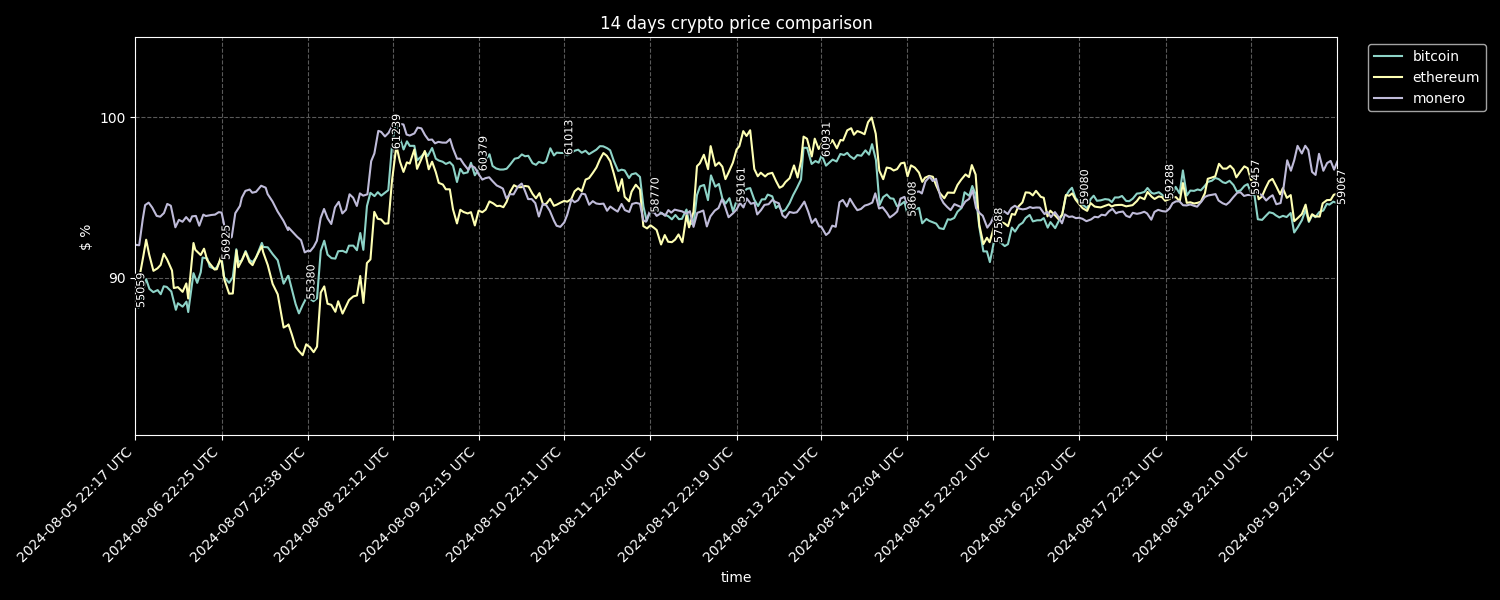 14 days crypto price comparison
bitcoin
ethereum
monero
100
90
$ %
55059
56925
55380
61239
60379
61013
58770
59161
60931
58608
57588
59080
59288
59457
59067
2024-08-05 22:17 UTC
2024-08-06 22:25 UTC
2024-08-07 22:38 UTC
2024-08-08 22:12 UTC
2024-08-09 22:15 UTC
2024-08-10 22:11 UTC
2024-08-11 22:04 UTC
2024-08-12 22:19 UTC
2024-08-13 22:01 UTC
2024-08-14 22:04 UTC
2024-08-15 22:02 UTC
2024-08-16 22:02 UTC
2024-08-17 22:21 UTC
2024-08-18 22:10 UTC
2024-08-19 22:13 UTC
time